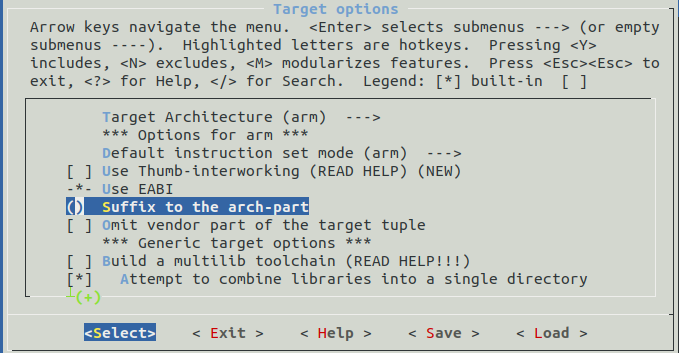 Target options
Arrow keys navigate the menu.  <Enter> selects submenus ---> (or empty
submenus ----).  Highlighted letters are hotkeys.  Pressing <Y>
includes, <N> excludes, <M> modularizes features.  Press <Esc><Esc> to
exit, <?> for Help, </> for Search.  Legend: [*] built-in  [ ]
Target Architecture (arm)  --->
*** Options for arm ***
Default instruction set mode (arm)  --->
[ ] Use Thumb-interworking (READ HELP) (NEW)
-*- Use EABI
()  Suffix to the arch-part
[ ] Omit vendor part of the target tuple
*** Generic target options ***
[ ] Build a multilib toolchain (READ HELP!!!)
[*]   Attempt to combine libraries into a single directory
(+)
<Select>    < Exit >    < Help >    < Save >    < Load >